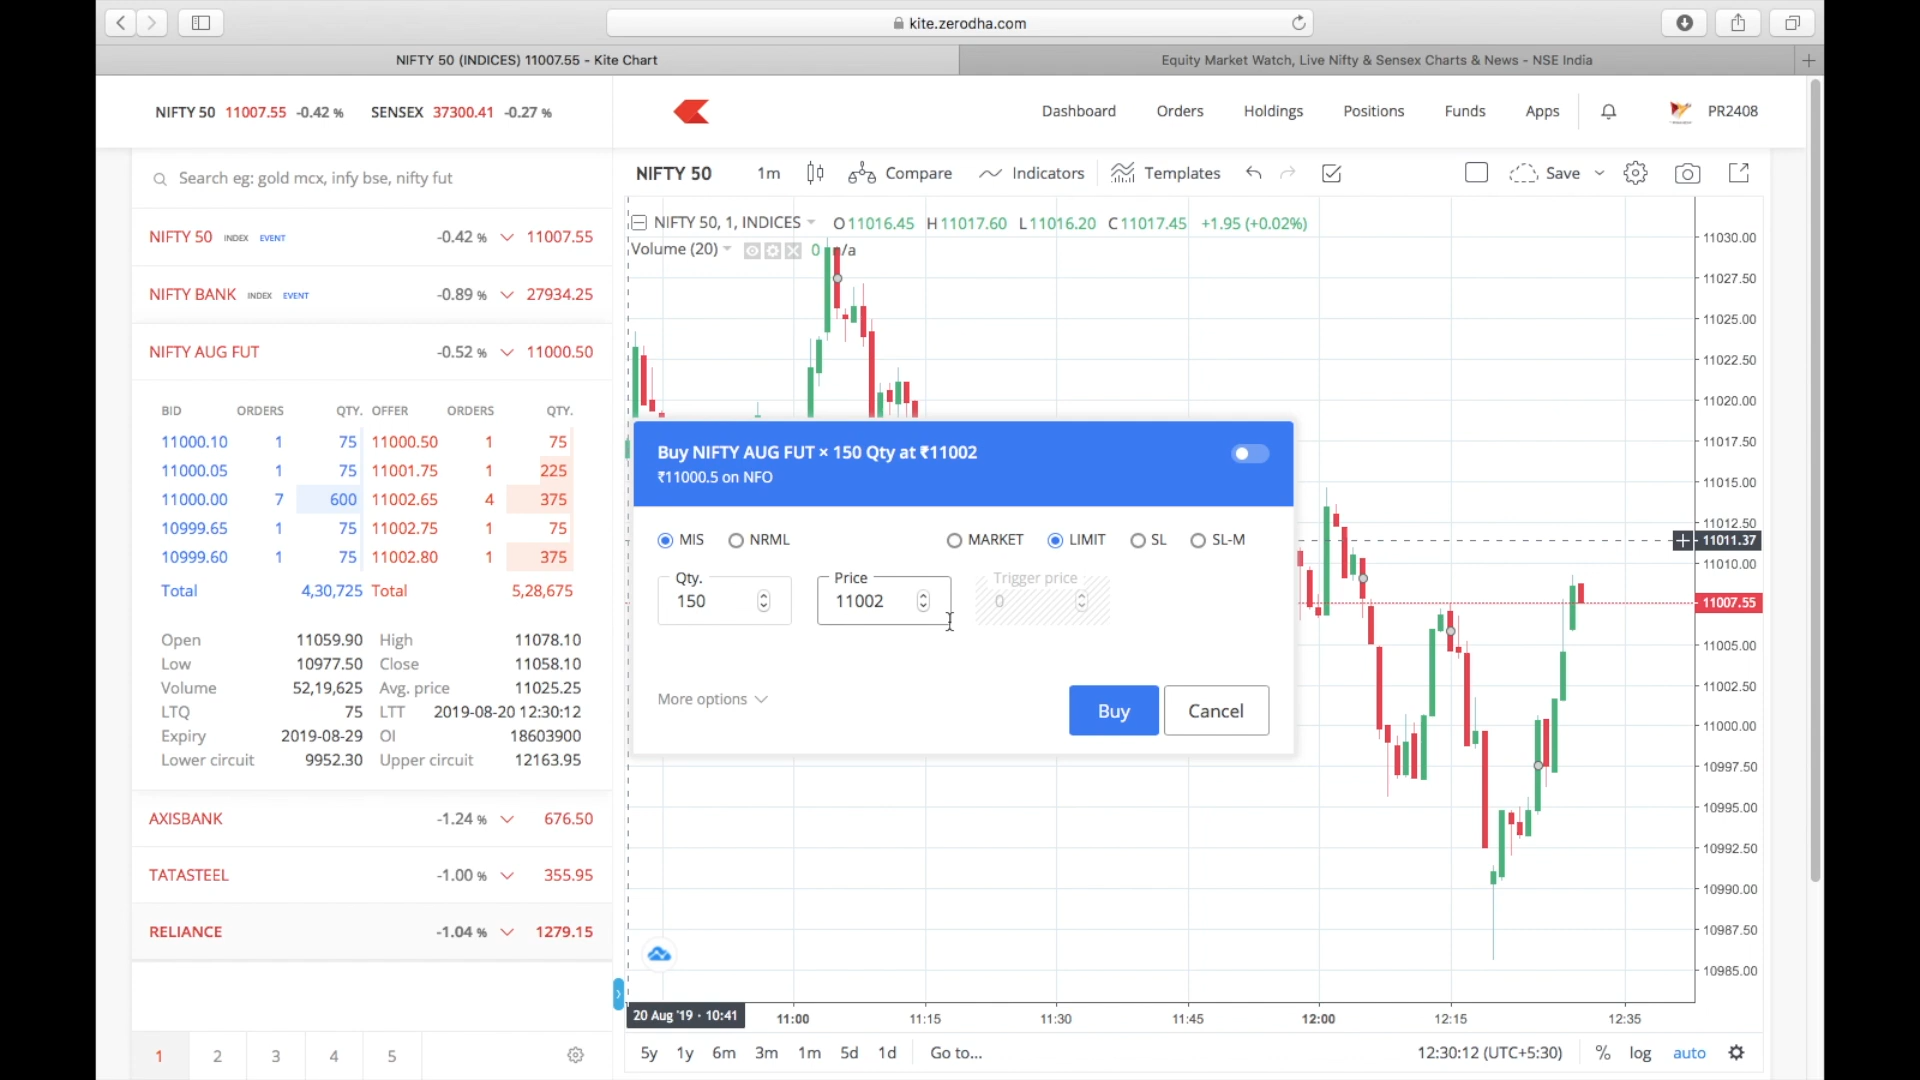 kite.zerodha.com
NIFTY 50 (INDICES) 11007.55 - Kite Chart
Equity Market Watch, Live Nifty & Sensex Charts & News - NSE India
NIFTY 50 11007.55 -0.42 % SENSEX 37300.41 -0.27 %
Dashboard Orders Holdings Positions Funds Apps PR2408
Search eg: gold mcx, infy bse, nifty fut
NIFTY 50 1m Compare Indicators Templates Save
NIFTY 50 INDEX EVENT -0.42 % 11007.55
NIFTY BANK INDEX EVENT -0.89 % 27934.25
NIFTY AUG FUT -0.52 % 11000.50
BID ORDERS QTY. OFFER ORDERS QTY.
11000.10 1 75 11000.50 1 75
11000.05 1 75 11001.75 1 225
11000.00 7 600 11002.65 4 375
10999.65 1 75 11002.75 1 75
10999.60 1 75 11002.80 1 375
Total 4,30,725 Total 5,28,675
Open 11059.90 High 11078.10
Low 10977.50 Close 11058.10
Volume 52,19,625 Avg. price 11025.25
LTQ 75 LTT 2019-08-20 12:30:12
Expiry 2019-08-29 OI 18603900
Lower circuit 9952.30 Upper circuit 12163.95
AXISBANK -1.24 % 676.50
TATASTEEL -1.00 % 355.95
RELIANCE -1.04 % 1279.15
1 2 3 4 5
NIFTY 50, 1, INDICES O11016.45 H11017.60 L11016.20 C11017.45 +1.95 (+0.02%)
Volume (20) 0 n/a
Buy NIFTY AUG FUT × 150 Qty at ₹11002
₹11000.5 on NFO
MIS NRML MARKET LIMIT SL SL-M
Qty. Price Trigger price
150 11002 0
More options Buy Cancel
11030.00
11027.50
11025.00
11022.50
11020.00
11017.50
11015.00
11012.50
11011.37
11010.00
11007.55
11005.00
11002.50
11000.00
10997.50
10995.00
10992.50
10990.00
10987.50
10985.00
20 Aug '19 - 10:41 11:00 11:15 11:30 11:45 12:00 12:15 12:35
5y 1y 6m 3m 1m 5d 1d Go to... 12:30:12 (UTC+5:30) % log auto